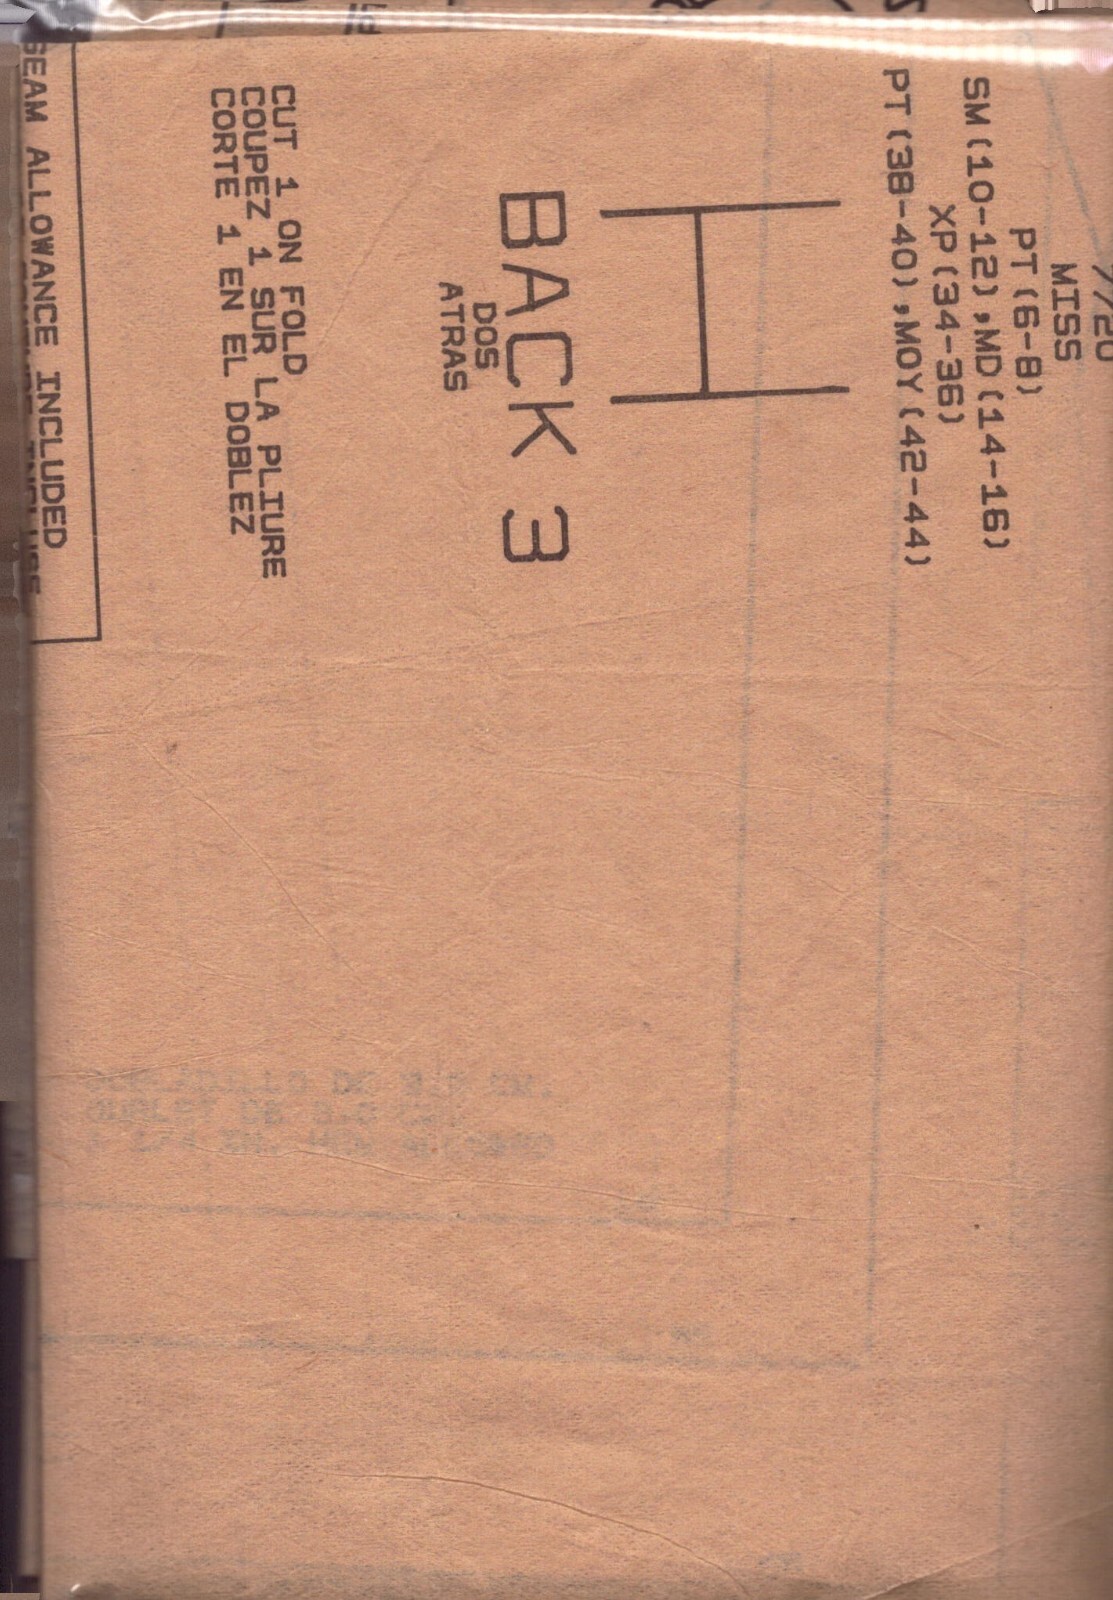 MISS
PT(6-8)
SM(10-12),MD(14-16)
XP(34-36)
PT(38-40),MOY(42-44)
H
BACK 3
DOS
ATRAS
CUT 1 ON FOLD
COUPEZ 1 SUR LA PLIURE
CORTE 1 EN EL DOBLEZ
SEAM ALLOWANCE INCLUDED